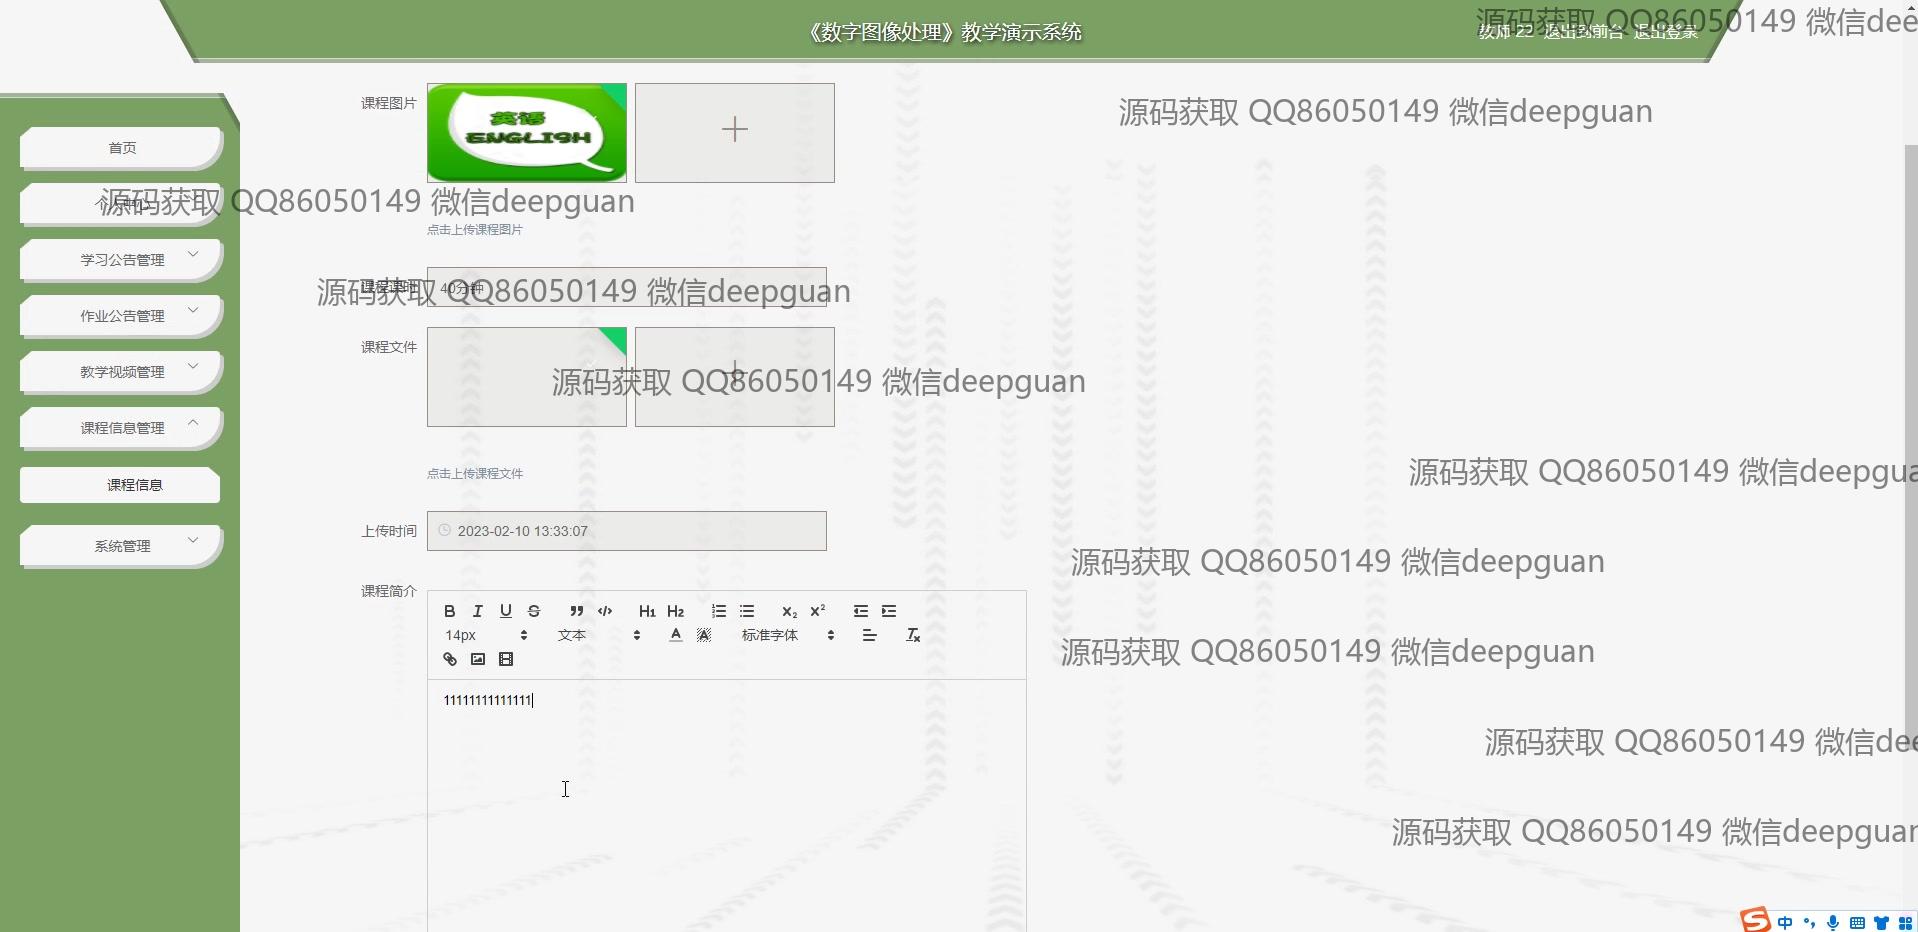 《数字图像处理》教学演示系统
教师 22 退出到前台 退出登录
源码获取 QQ86050149 微信dee
课程图片
英语
ENGLISH
源码获取 QQ86050149 微信deepguan
首页
个人中心
源码获取 QQ86050149 微信deepguan
点击上传课程图片
学习公告管理
课程课时
40分钟
源码获取 QQ86050149 微信deepguan
作业公告管理
课程文件
教学视频管理
源码获取 QQ86050149 微信deepguan
课程信息管理
点击上传课程文件
源码获取 QQ86050149 微信deepgua
课程信息
上传时间
2023-02-10 13:33:07
系统管理
源码获取 QQ86050149 微信deepguan
课程简介
B I U S H1 H2 X2 X2
14px 文本 A A 标准字体 Tx
源码获取 QQ86050149 微信deepguan
11111111111111
源码获取 QQ86050149 微信dee
源码获取 QQ86050149 微信deepguan
S 中